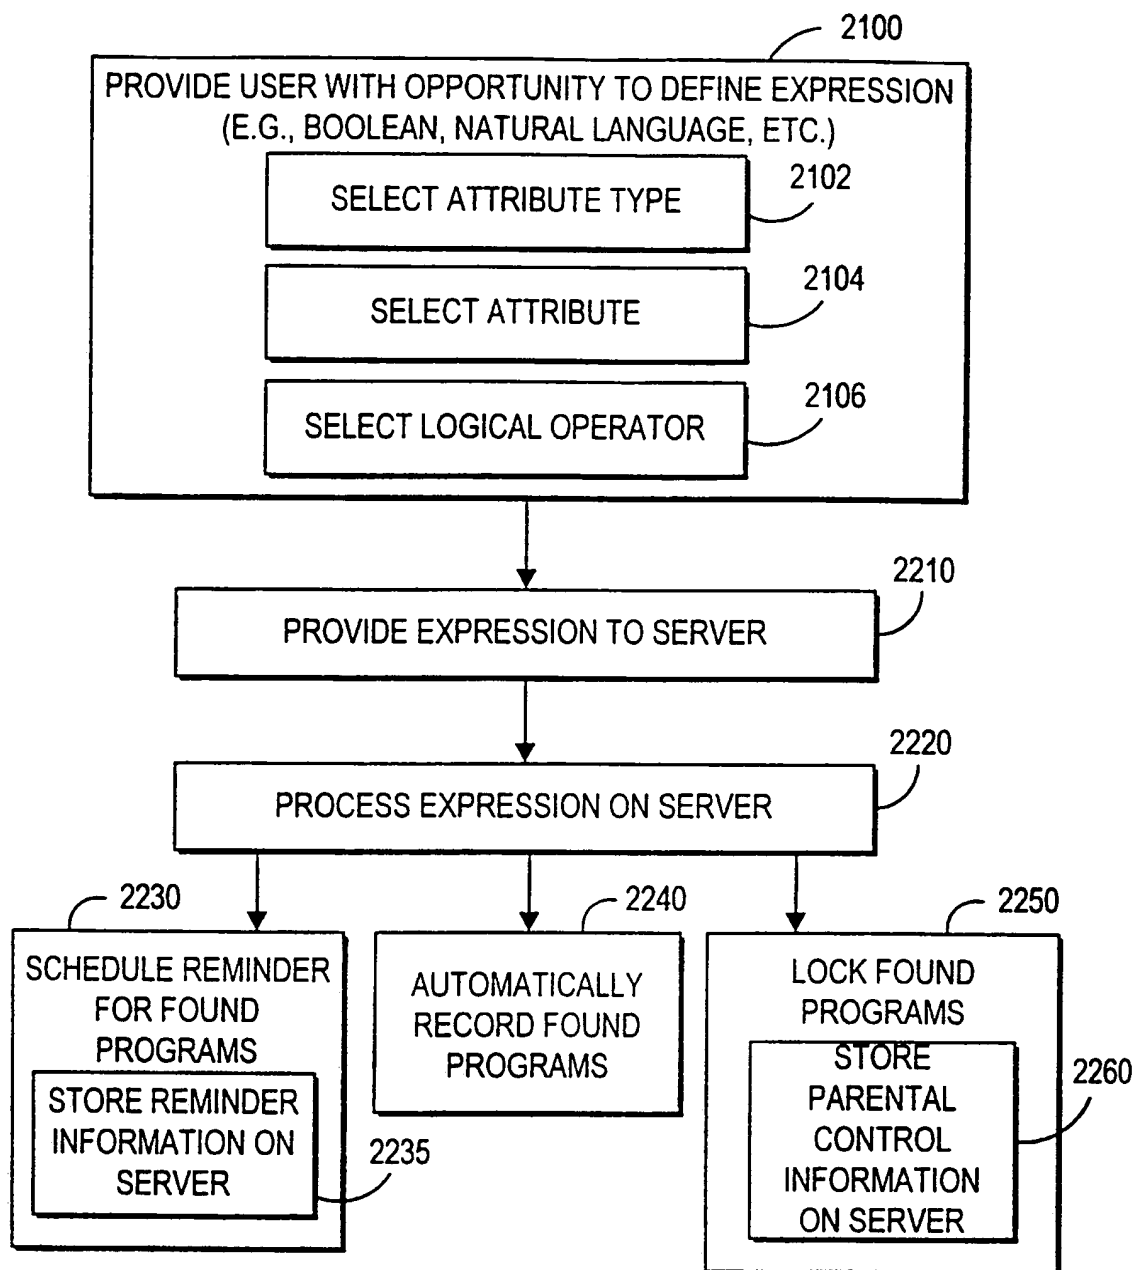 2100
PROVIDE USER WITH OPPORTUNITY TO DEFINE EXPRESSION
(E.G., BOOLEAN, NATURAL LANGUAGE, ETC.)
SELECT ATTRIBUTE TYPE
2102
SELECT ATTRIBUTE
2104
SELECT LOGICAL OPERATOR
2106
PROVIDE EXPRESSION TO SERVER
2210
PROCESS EXPRESSION ON SERVER
2220
2230
SCHEDULE REMINDER
FOR FOUND
PROGRAMS
STORE REMINDER
INFORMATION ON
SERVER
2235
2240
AUTOMATICALLY
RECORD FOUND
PROGRAMS
2250
LOCK FOUND
PROGRAMS
STORE
PARENTAL
CONTROL
INFORMATION
ON SERVER
2260